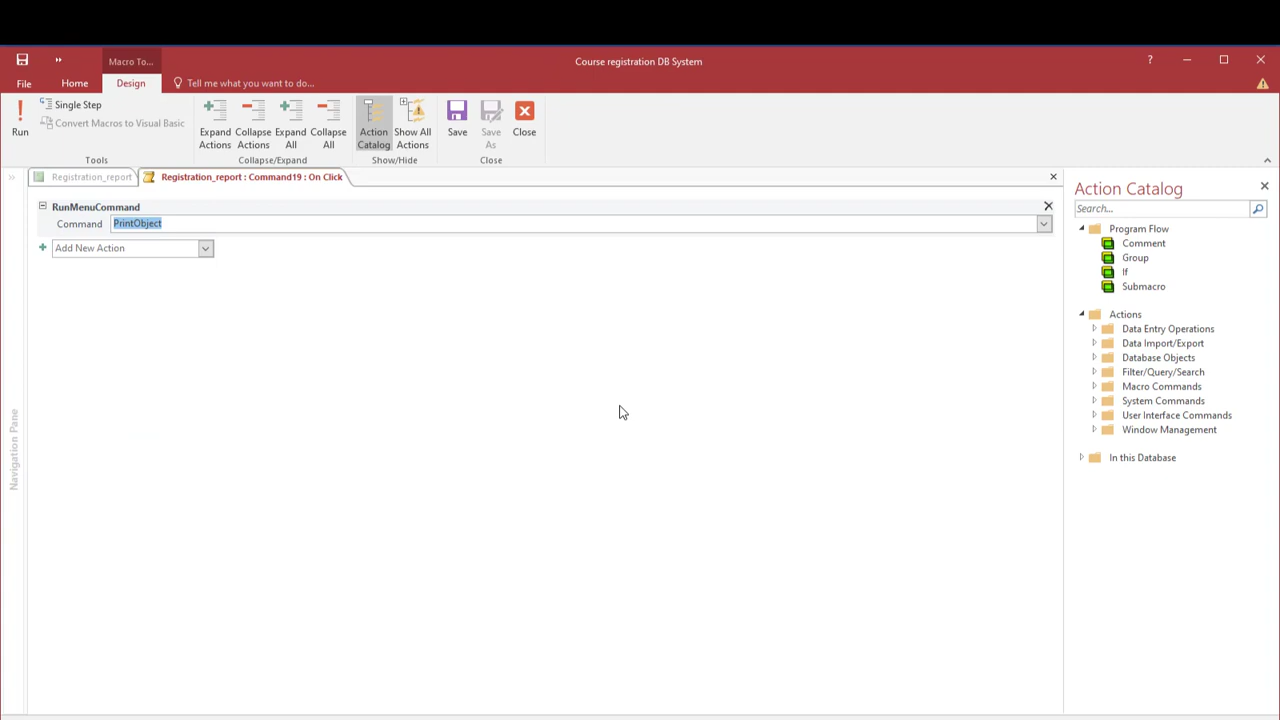 Macro To...
Course registration DB System
?
File
Home
Design
Tell me what you want to do...
Run
Single Step
Convert Macros to Visual Basic
Tools
Expand Actions
Collapse Actions
Expand All
Collapse All
Collapse/Expand
Action Catalog
Show All Actions
Show/Hide
Save
Save As
Close
Close
Registration_report
Registration_report : Command19 : On Click
RunMenuCommand
Command
PrintObject
Add New Action
Navigation Pane
Action Catalog
Search...
Program Flow
Comment
Group
If
Submacro
Actions
Data Entry Operations
Data Import/Export
Database Objects
Filter/Query/Search
Macro Commands
System Commands
User Interface Commands
Window Management
In this Database